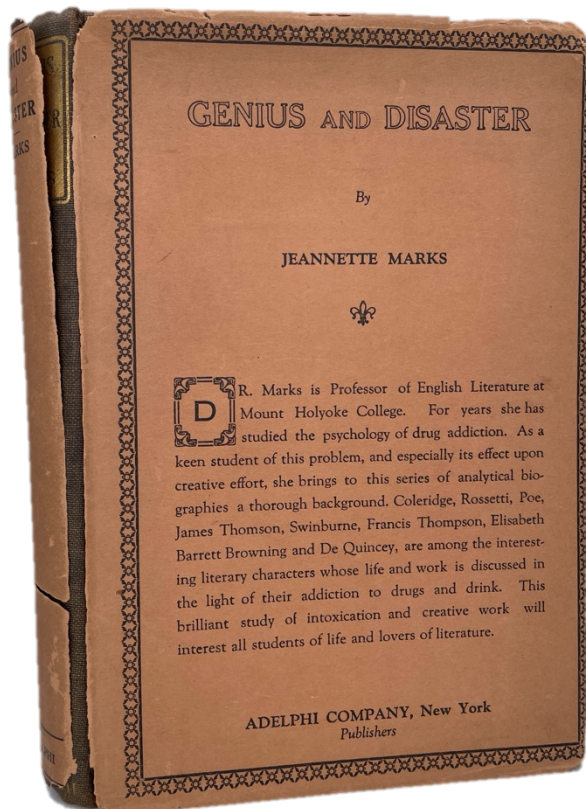 GENIUS AND DISASTER
By
JEANNETTE MARKS
DR. Marks is Professor of English Literature at
Mount Holyoke College. For years she has
studied the psychology of drug addiction. As a
keen student of this problem, and especially its effect upon
creative effort, she brings to this series of analytical bio-
graphies a thorough background. Coleridge, Rossetti, Poe,
James Thomson, Swinburne, Francis Thompson, Elisabeth
Barrett Browning and De Quincey, are among the interest-
ing literary characters whose life and work is discussed in
the light of their addiction to drugs and drink. This
brilliant study of intoxication and creative work will
interest all students of life and lovers of literature.
ADELPHI COMPANY, New York
Publishers